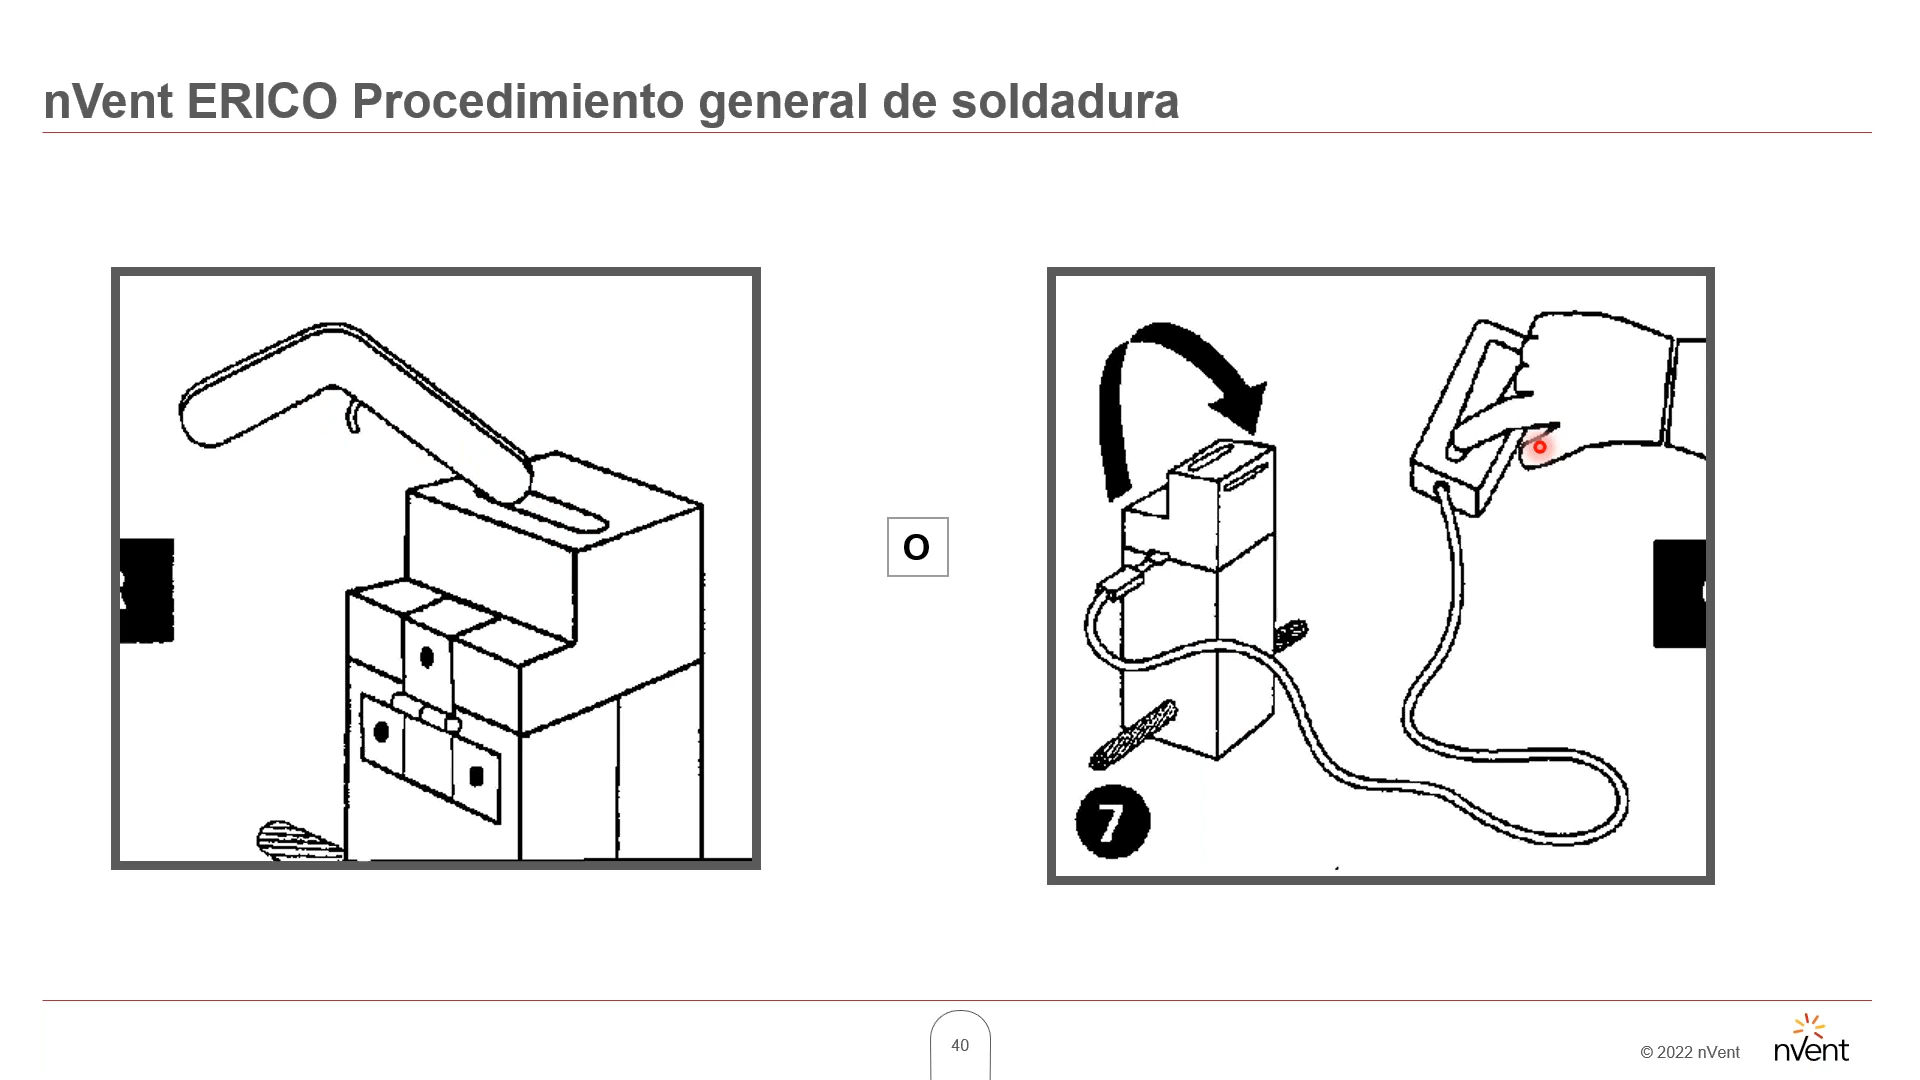 nVent ERICO Procedimiento general de soldadura
O
7
40
© 2022 nVent
nVent